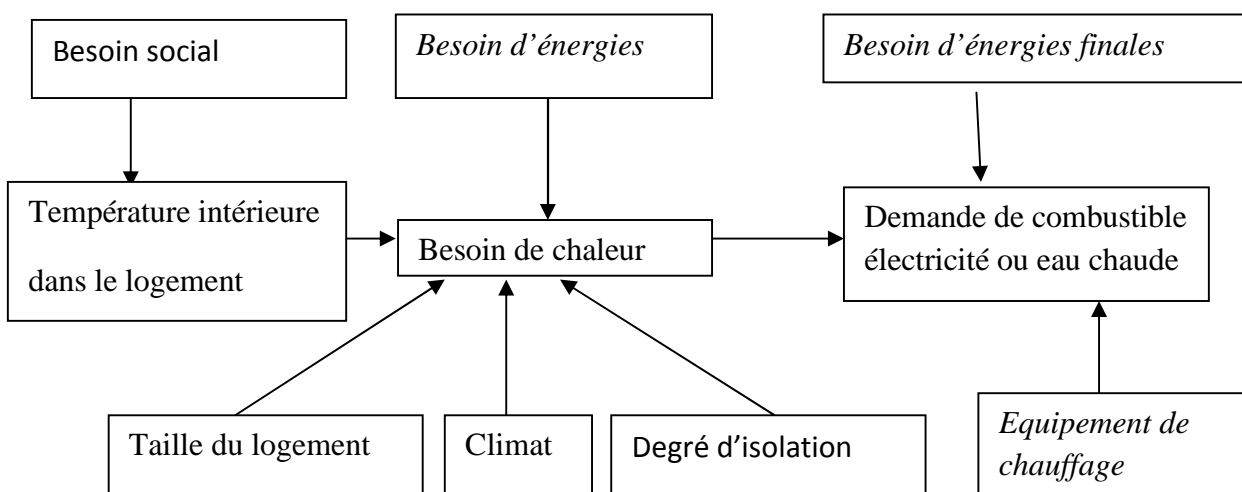 Besoin social
Besoin d’énergies
Besoin d’énergies finales
Température intérieure
dans le logement
Besoin de chaleur
Demande de combustible
électricité ou eau chaude
Taille du logement
Climat
Degré d’isolation
Equipement de
chauffage